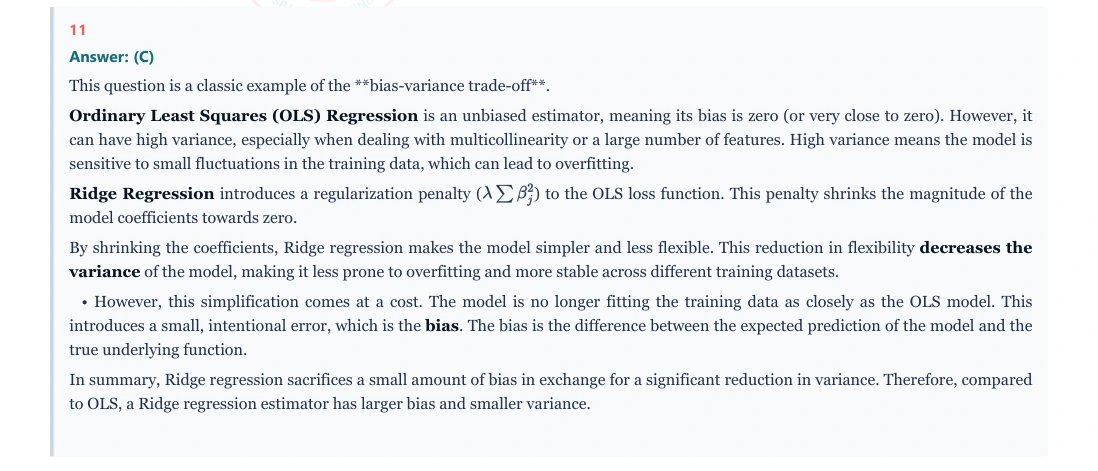 11
Answer: (C)
This question is a classic example of the **bias-variance trade-off**.
Ordinary Least Squares (OLS) Regression is an unbiased estimator, meaning its bias is zero (or very close to zero). However, it
can have high variance, especially when dealing with multicollinearity or a large number of features. High variance means the model is
sensitive to small fluctuations in the training data, which can lead to overfitting.
Ridge Regression introduces a regularization penalty (λ∑β_j^2) to the OLS loss function. This penalty shrinks the magnitude of the
model coefficients towards zero.
By shrinking the coefficients, Ridge regression makes the model simpler and less flexible. This reduction in flexibility decreases the
variance of the model, making it less prone to overfitting and more stable across different training datasets.
• However, this simplification comes at a cost. The model is no longer fitting the training data as closely as the OLS model. This
introduces a small, intentional error, which is the bias. The bias is the difference between the expected prediction of the model and the
true underlying function.
In summary, Ridge regression sacrifices a small amount of bias in exchange for a significant reduction in variance. Therefore, compared
to OLS, a Ridge regression estimator has larger bias and smaller variance.